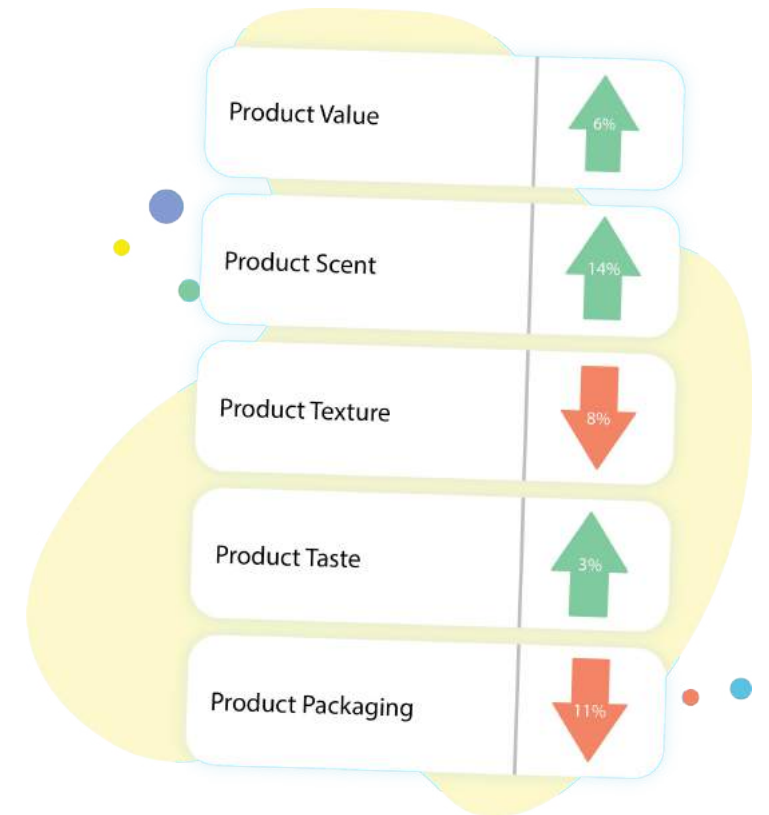 Product Value
6%
Product Scent
14%
Product Texture
8%
Product Taste
3%
Product Packaging
11%